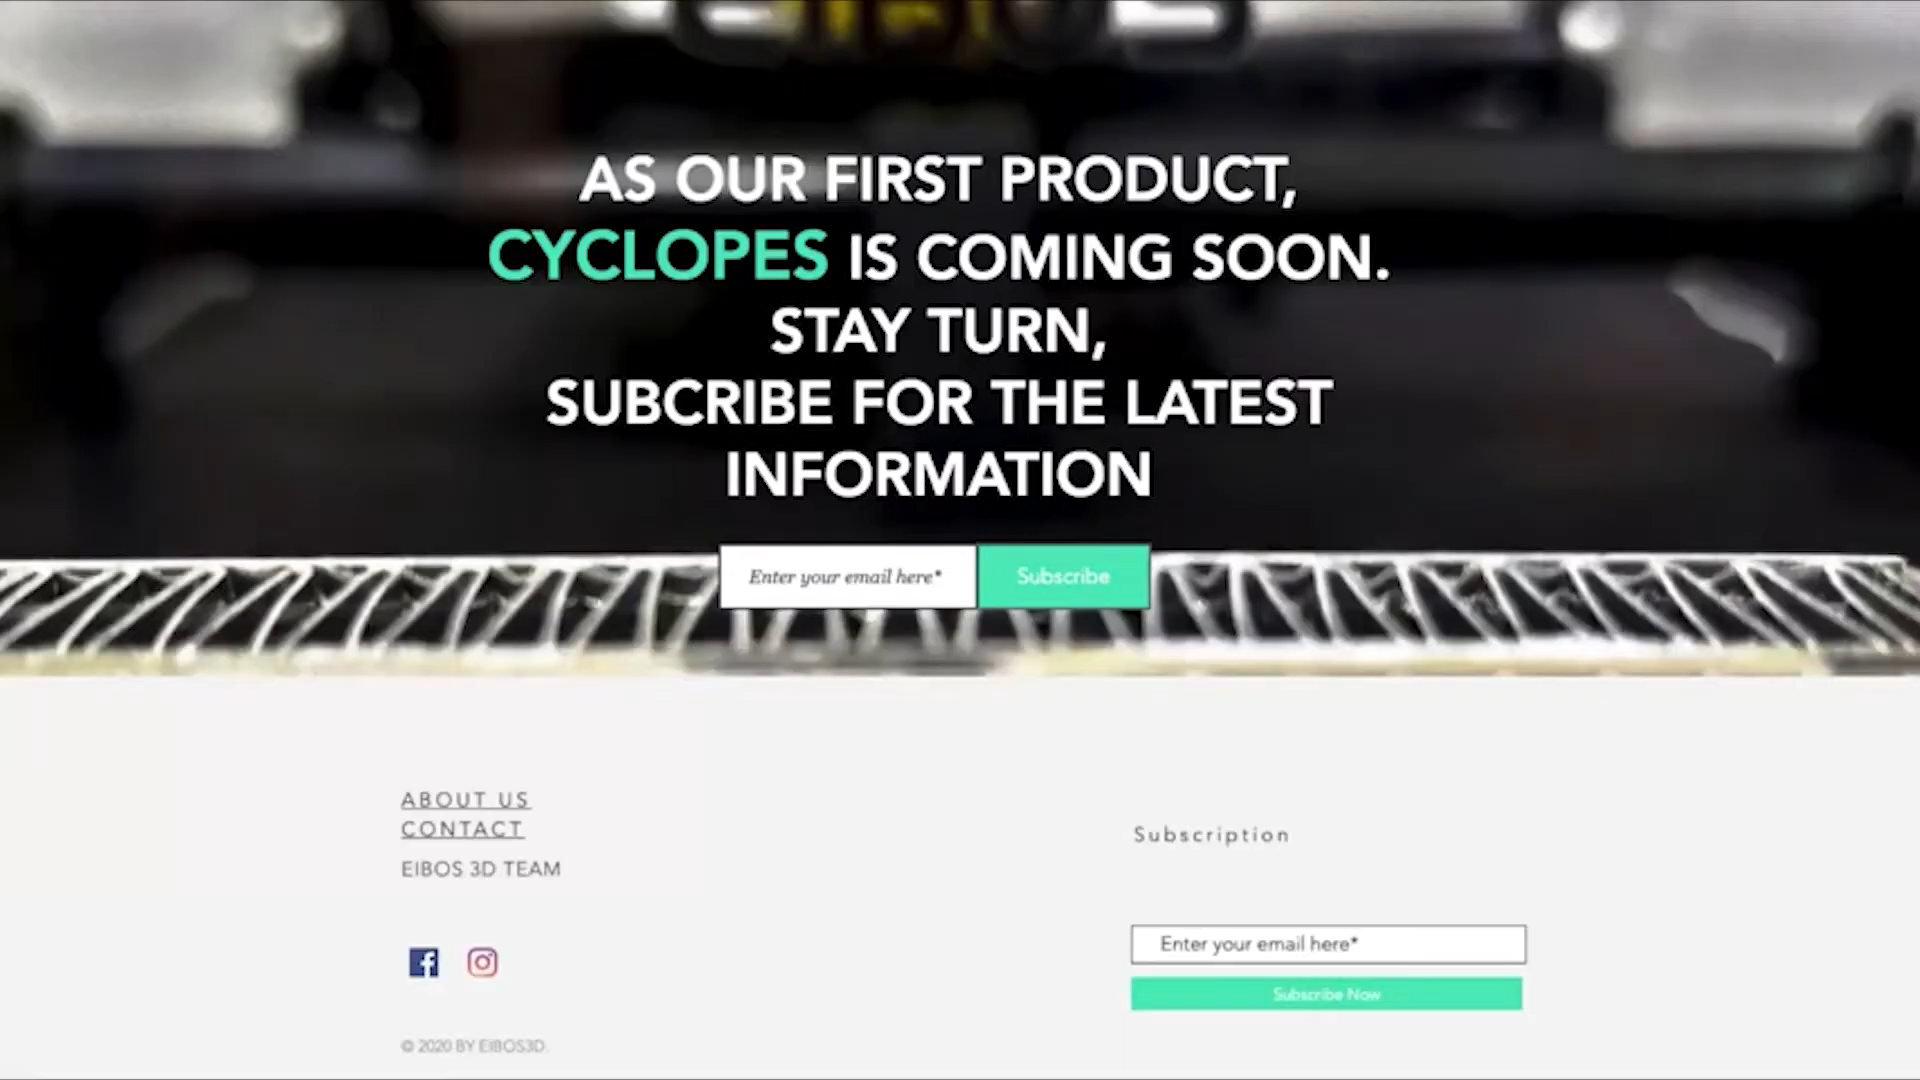 AS OUR FIRST PRODUCT,
CYCLOPES IS COMING SOON.
STAY TURN,
SUBCRIBE FOR THE LATEST
INFORMATION
Enter your email here*
Subscribe
ABOUT US
CONTACT
EIBOS 3D TEAM
Subscription
Enter your email here*
Subscribe Now
© 2020 BY EIBOS3D.